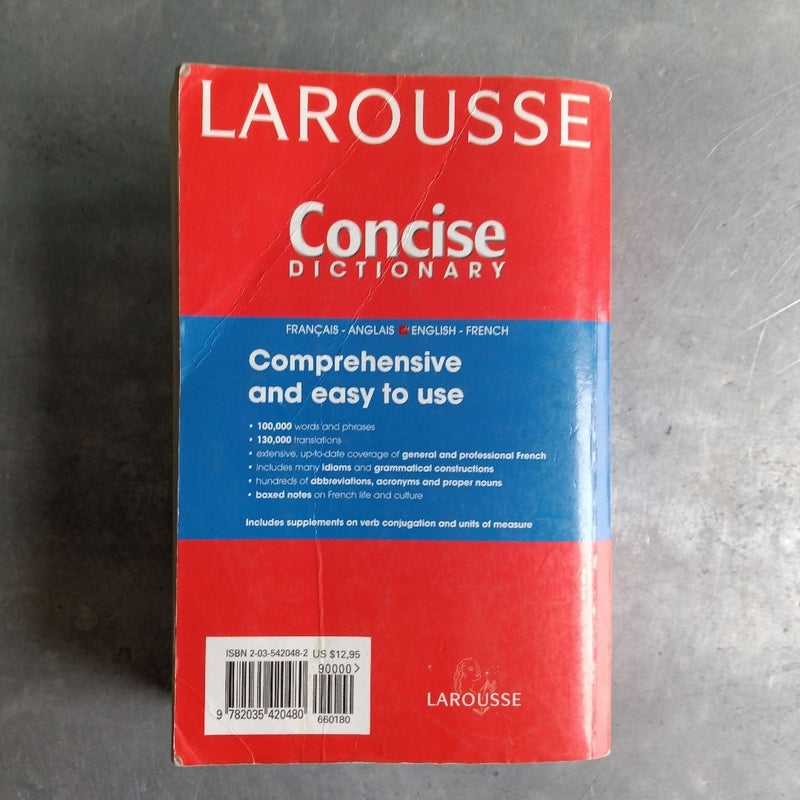 LAROUSSE
Concise
DICTIONARY
FRANÇAIS - ANGLAIS ENGLISH - FRENCH
Comprehensive
and easy to use
• 100,000 words and phrases
• 130,000 translations
• extensive, up-to-date coverage of general and professional French
• includes many idioms and grammatical constructions
• hundreds of abbreviations, acronyms and proper nouns
• boxed notes on French life and culture
Includes supplements on verb conjugation and units of measure
ISBN 2-03-542048-2 US $12,95
90000>
9 782035 420480
660180
LAROUSSE